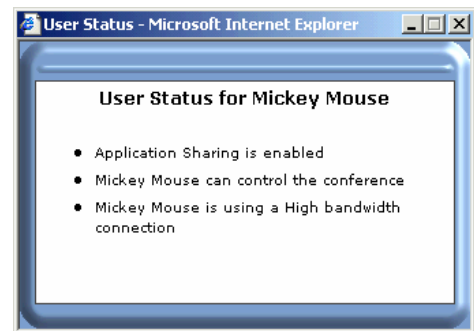 User Status - Microsoft Internet Explorer
User Status for Mickey Mouse
Application Sharing is enabled
Mickey Mouse can control the conference
Mickey Mouse is using a High bandwidth
connection